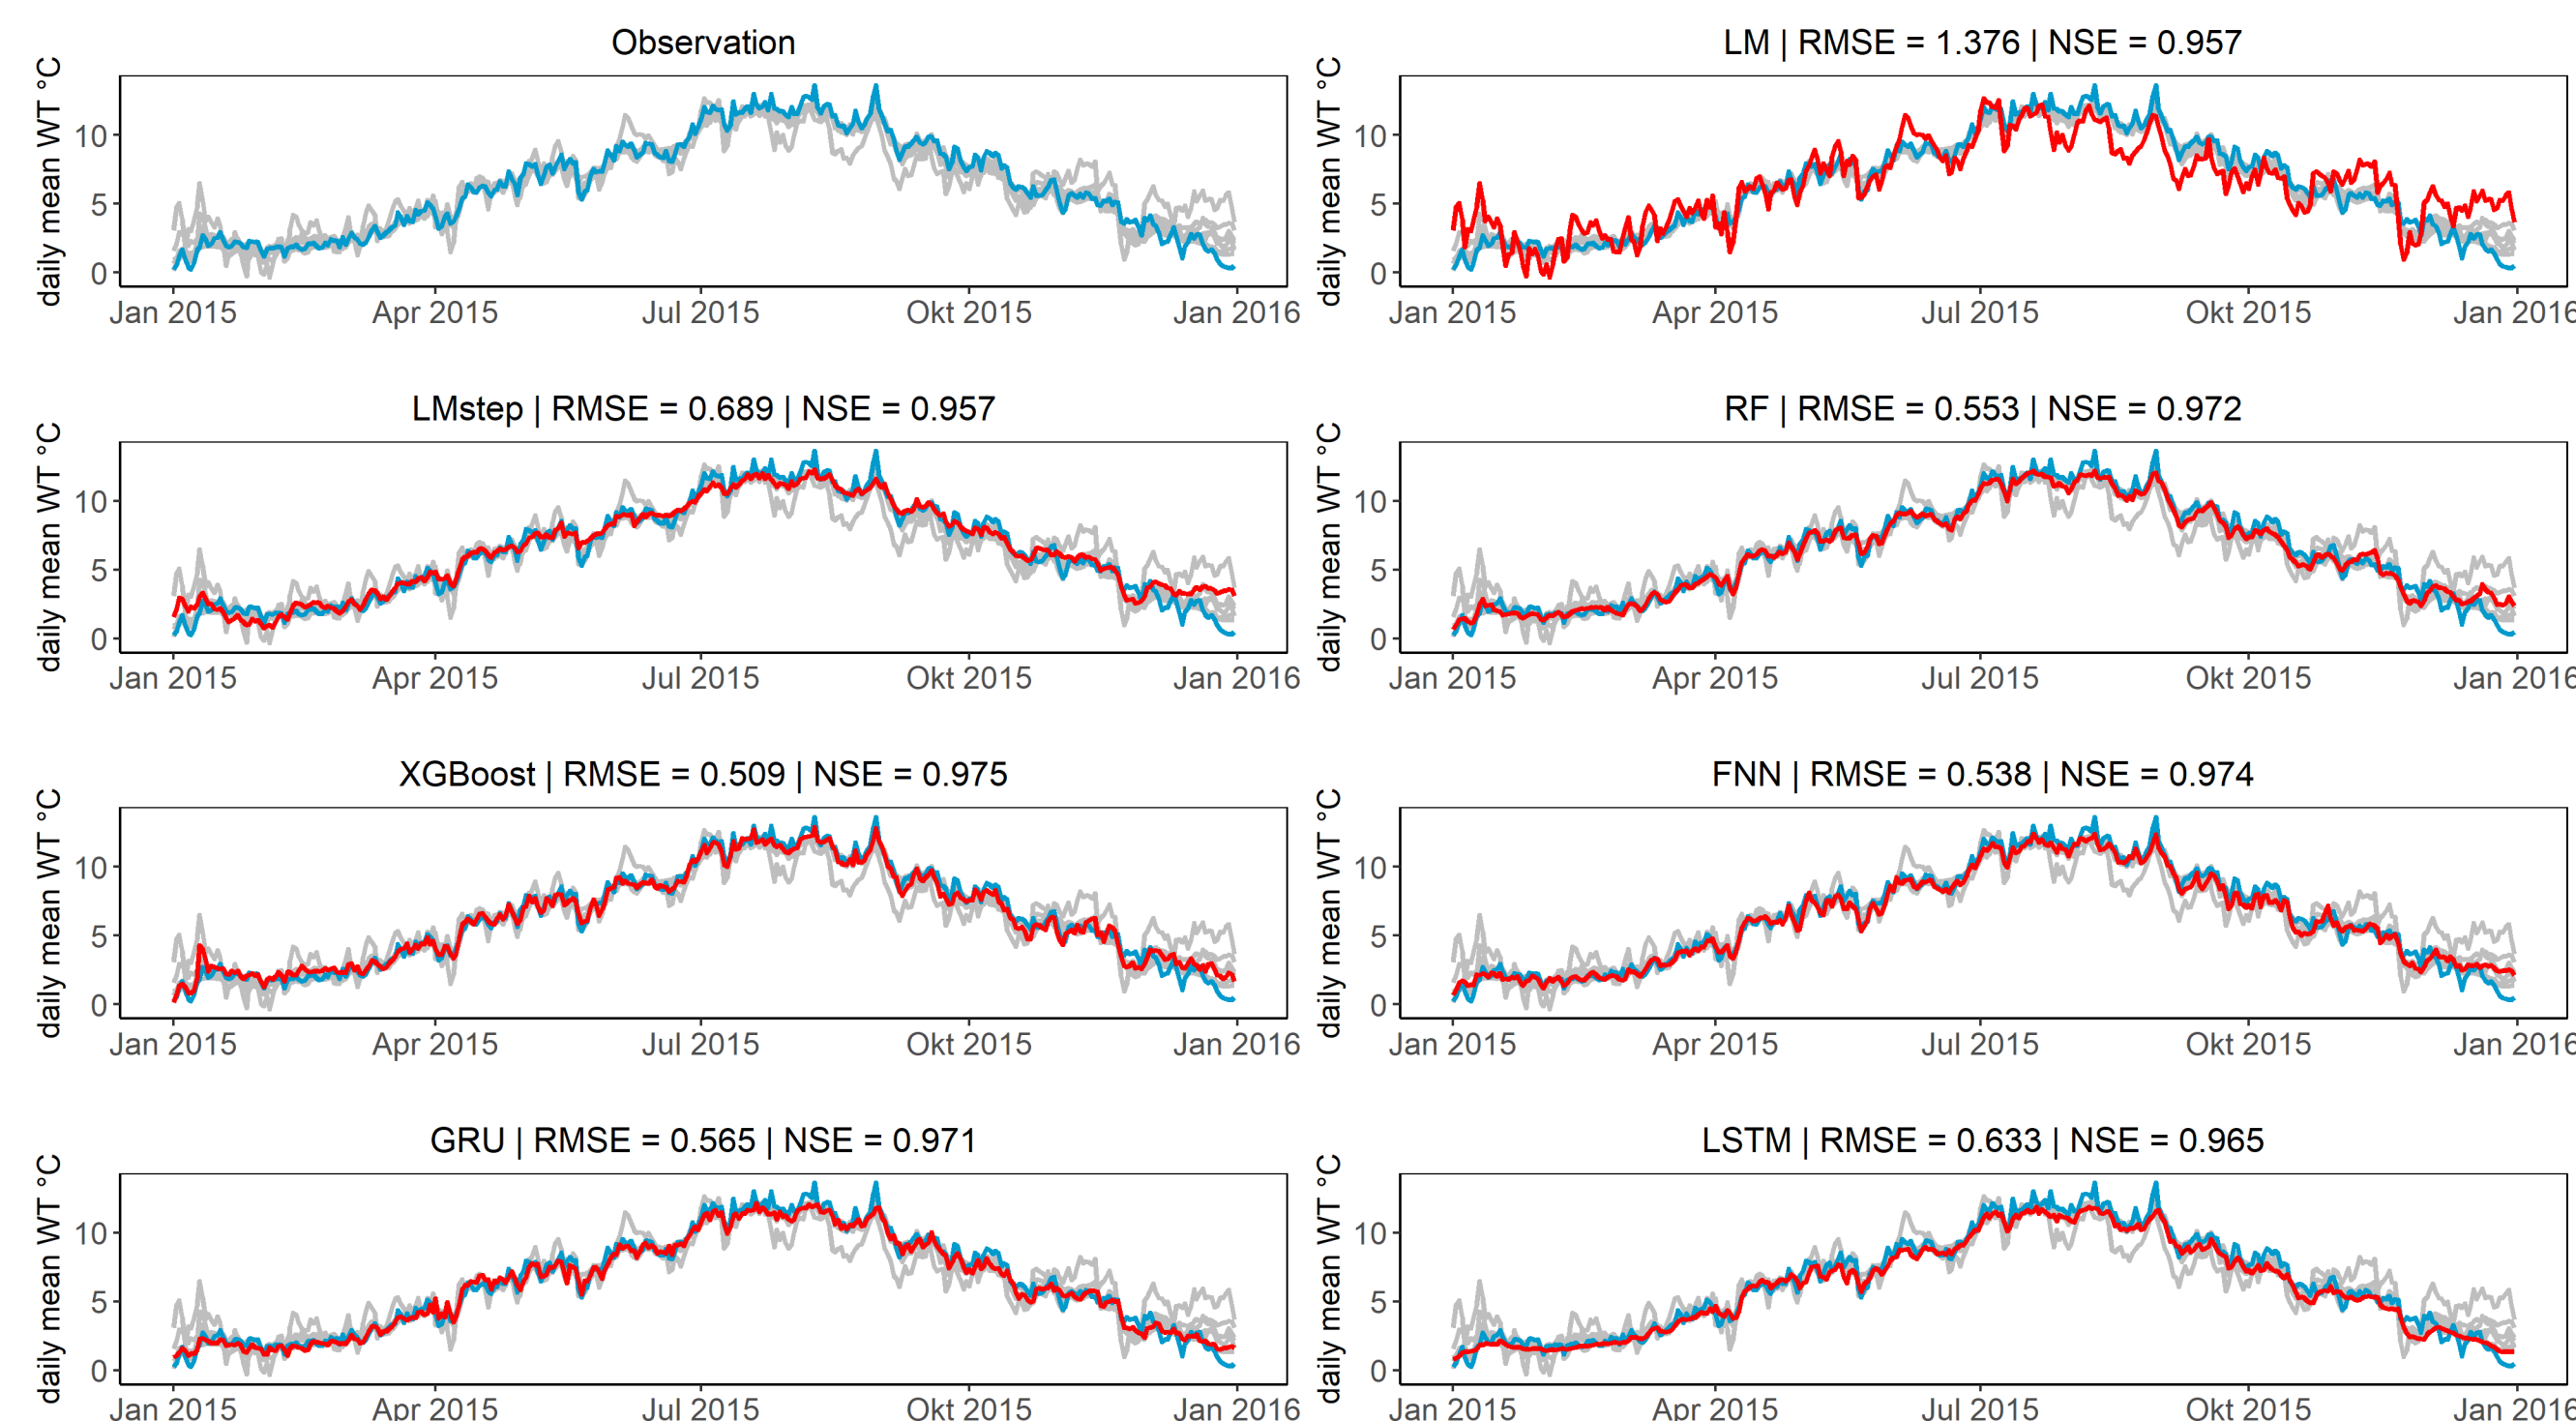 Observation
daily mean WT °C
10
5
0
Jan 2015 Apr 2015 Jul 2015 Okt 2015 Jan 2016
LM | RMSE = 1.376 | NSE = 0.957
daily mean WT °C
10
5
0
Jan 2015 Apr 2015 Jul 2015 Okt 2015 Jan 2016
LMstep | RMSE = 0.689 | NSE = 0.957
daily mean WT °C
10
5
0
Jan 2015 Apr 2015 Jul 2015 Okt 2015 Jan 2016
RF | RMSE = 0.553 | NSE = 0.972
daily mean WT °C
10
5
0
Jan 2015 Apr 2015 Jul 2015 Okt 2015 Jan 2016
XGBoost | RMSE = 0.509 | NSE = 0.975
daily mean WT °C
10
5
0
Jan 2015 Apr 2015 Jul 2015 Okt 2015 Jan 2016
FNN | RMSE = 0.538 | NSE = 0.974
daily mean WT °C
10
5
0
Jan 2015 Apr 2015 Jul 2015 Okt 2015 Jan 2016
GRU | RMSE = 0.565 | NSE = 0.971
daily mean WT °C
10
5
0
Jan 2015 Apr 2015 Jul 2015 Okt 2015 Jan 2016
LSTM | RMSE = 0.633 | NSE = 0.965
daily mean WT °C
10
5
0
Jan 2015 Apr 2015 Jul 2015 Okt 2015 Jan 2016